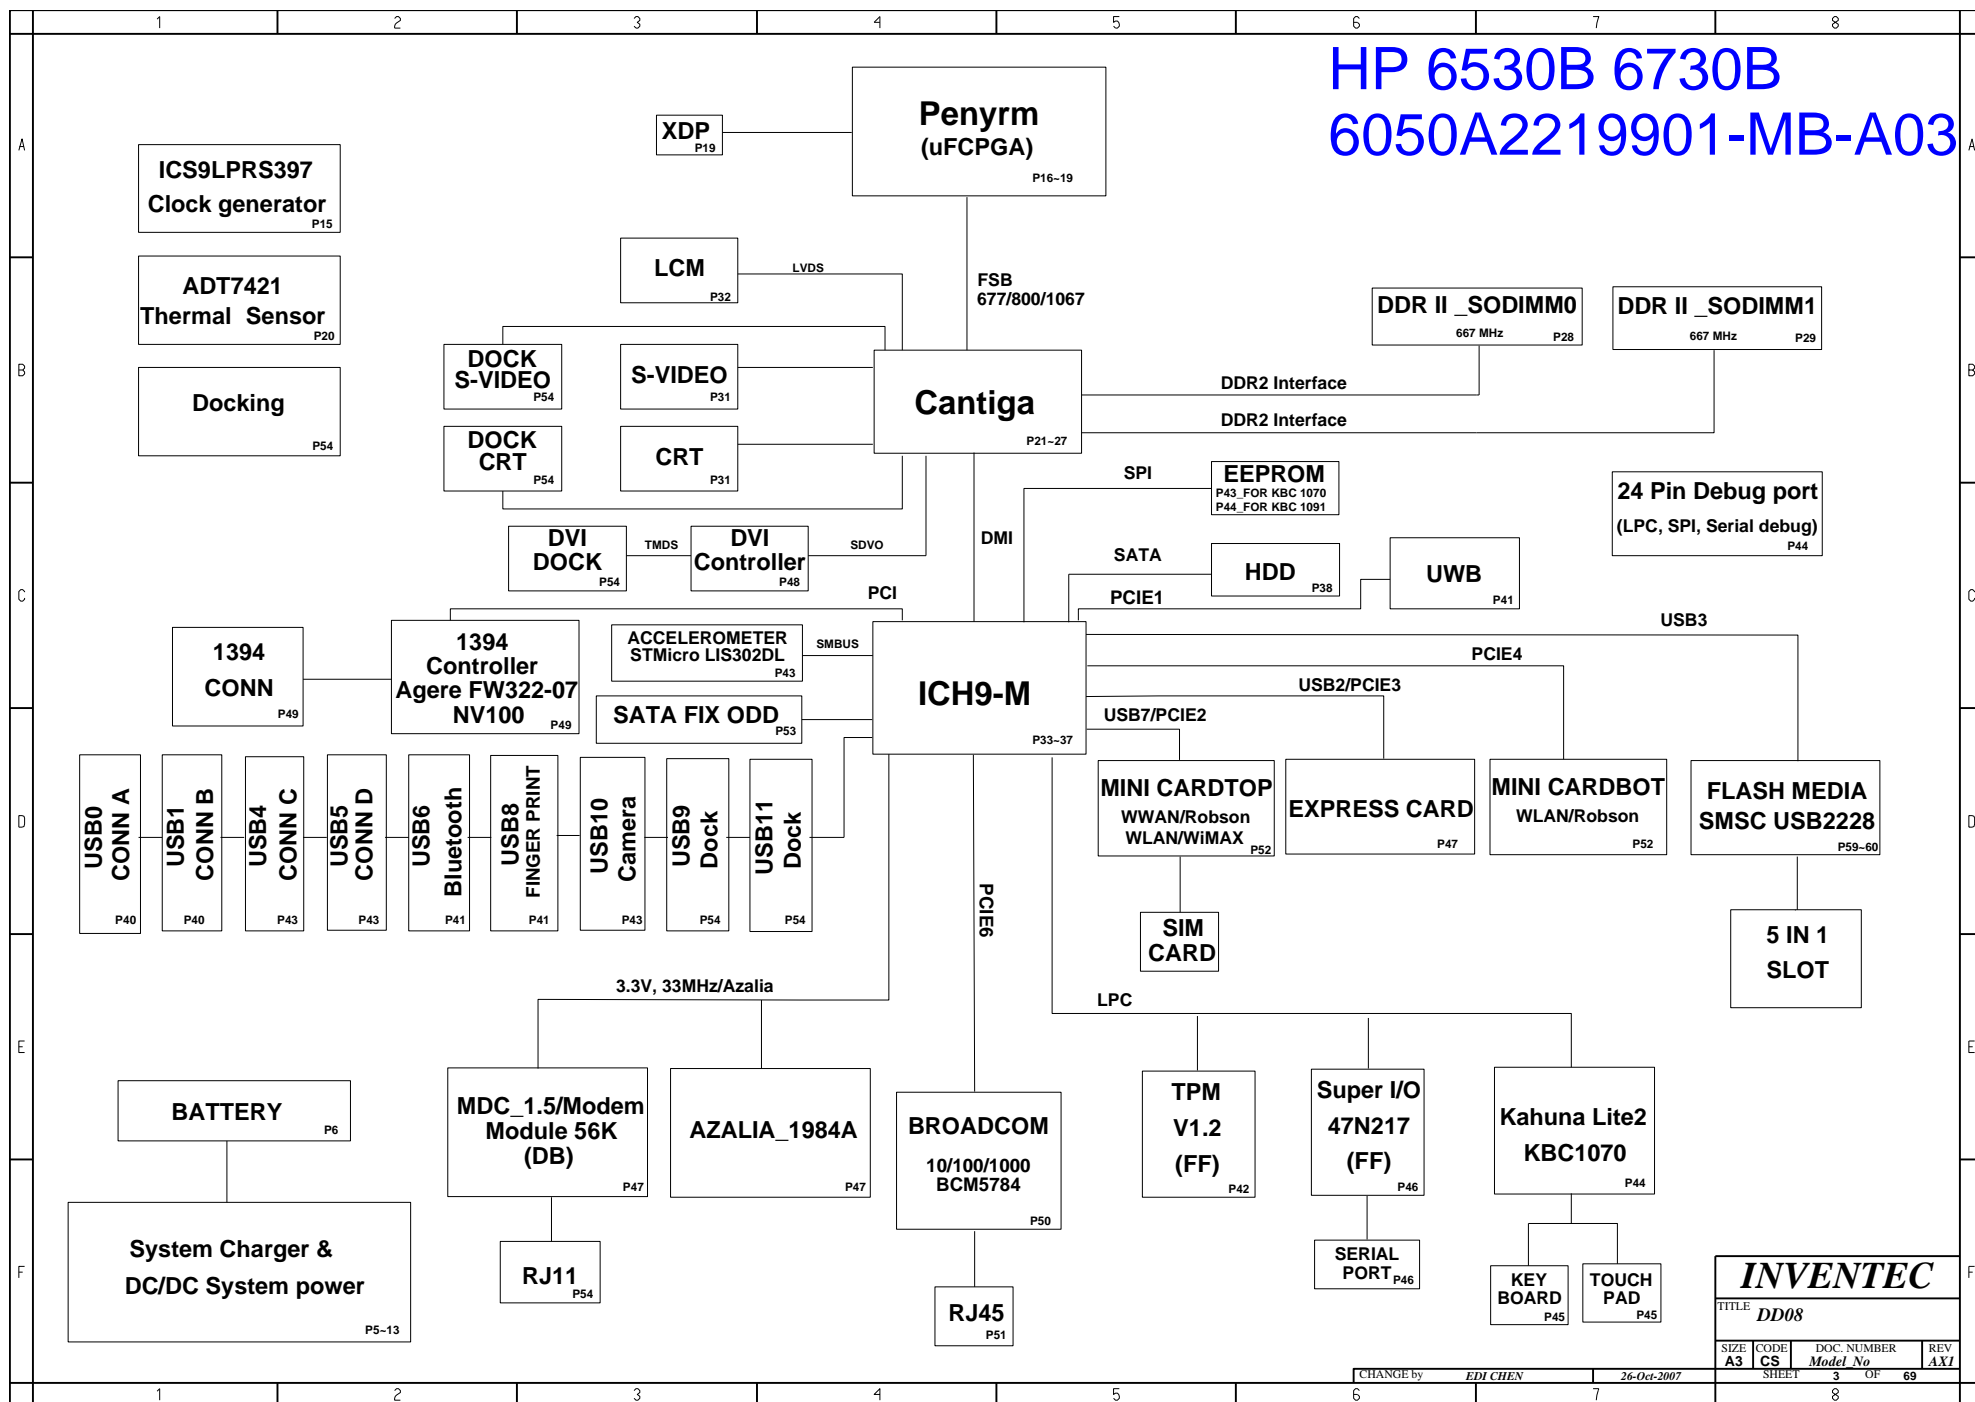 1 2 3 4 5 6 7 8
HP 6530B 6730B
6050A2219901-MB-A03
A A
B B
C C
D D
E E
F F
Penyrm
(uFCPGA)
P16~19
XDP
P19
ICS9LPRS397
Clock generator
P15
ADT7421
Thermal Sensor
P20
Docking
P54
LCM
P32
LVDS
FSB
677/800/1067
DDR II _SODIMM0
667 MHz P28
DDR II _SODIMM1
667 MHz P29
DOCK
S-VIDEO
P54
S-VIDEO
P31
Cantiga
P21~27
DDR2 Interface
DDR2 Interface
DOCK
CRT
P54
CRT
P31
SPI
EEPROM
P43_FOR KBC 1070
P44_FOR KBC 1091
24 Pin Debug port
(LPC, SPI, Serial debug)
P44
DVI
DOCK
P54
TMDS
DVI
Controller
P48
SDVO
DMI
SATA
HDD
P38
UWB
P41
PCI
PCIE1
USB3
1394
CONN
P49
1394
Controller
Agere FW322-07
NV100
P49
ACCELEROMETER
STMicro LIS302DL
P43
SMBUS
ICH9-M
P33~37
PCIE4
USB2/PCIE3
USB7/PCIE2
SATA FIX ODD
P53
USB0
CONN A
P40
USB1
CONN B
P40
USB4
CONN C
P43
USB5
CONN D
P43
USB6
Bluetooth
P41
USB8
FINGER PRINT
P41
USB10
Camera
P43
USB9
Dock
P54
USB11
Dock
P54
MINI CARDTOP
WWAN/Robson
WLAN/WiMAX
P52
EXPRESS CARD
P47
MINI CARDBOT
WLAN/Robson
P52
FLASH MEDIA
SMSC USB2228
P59~60
PCIE6
SIM
CARD
5 IN 1
SLOT
3.3V, 33MHz/Azalia
LPC
BATTERY
P6
MDC_1.5/Modem
Module 56K
(DB)
P47
AZALIA_1984A
P47
BROADCOM
10/100/1000
BCM5784
P50
TPM
V1.2
(FF)
P42
Super I/O
47N217
(FF)
P46
Kahuna Lite2
KBC1070
P44
System Charger &
DC/DC System power
P5~13
RJ11
P54
RJ45
P51
SERIAL
PORT
P46
KEY
BOARD
P45
TOUCH
PAD
P45
INVENTEC
TITLE DD08
SIZE CODE DOC. NUMBER REV
A3 CS Model_No AX1
CHANGE by EDI CHEN 26-Oct-2007 SHEET 3 OF 69
1 2 3 4 5 6 7 8